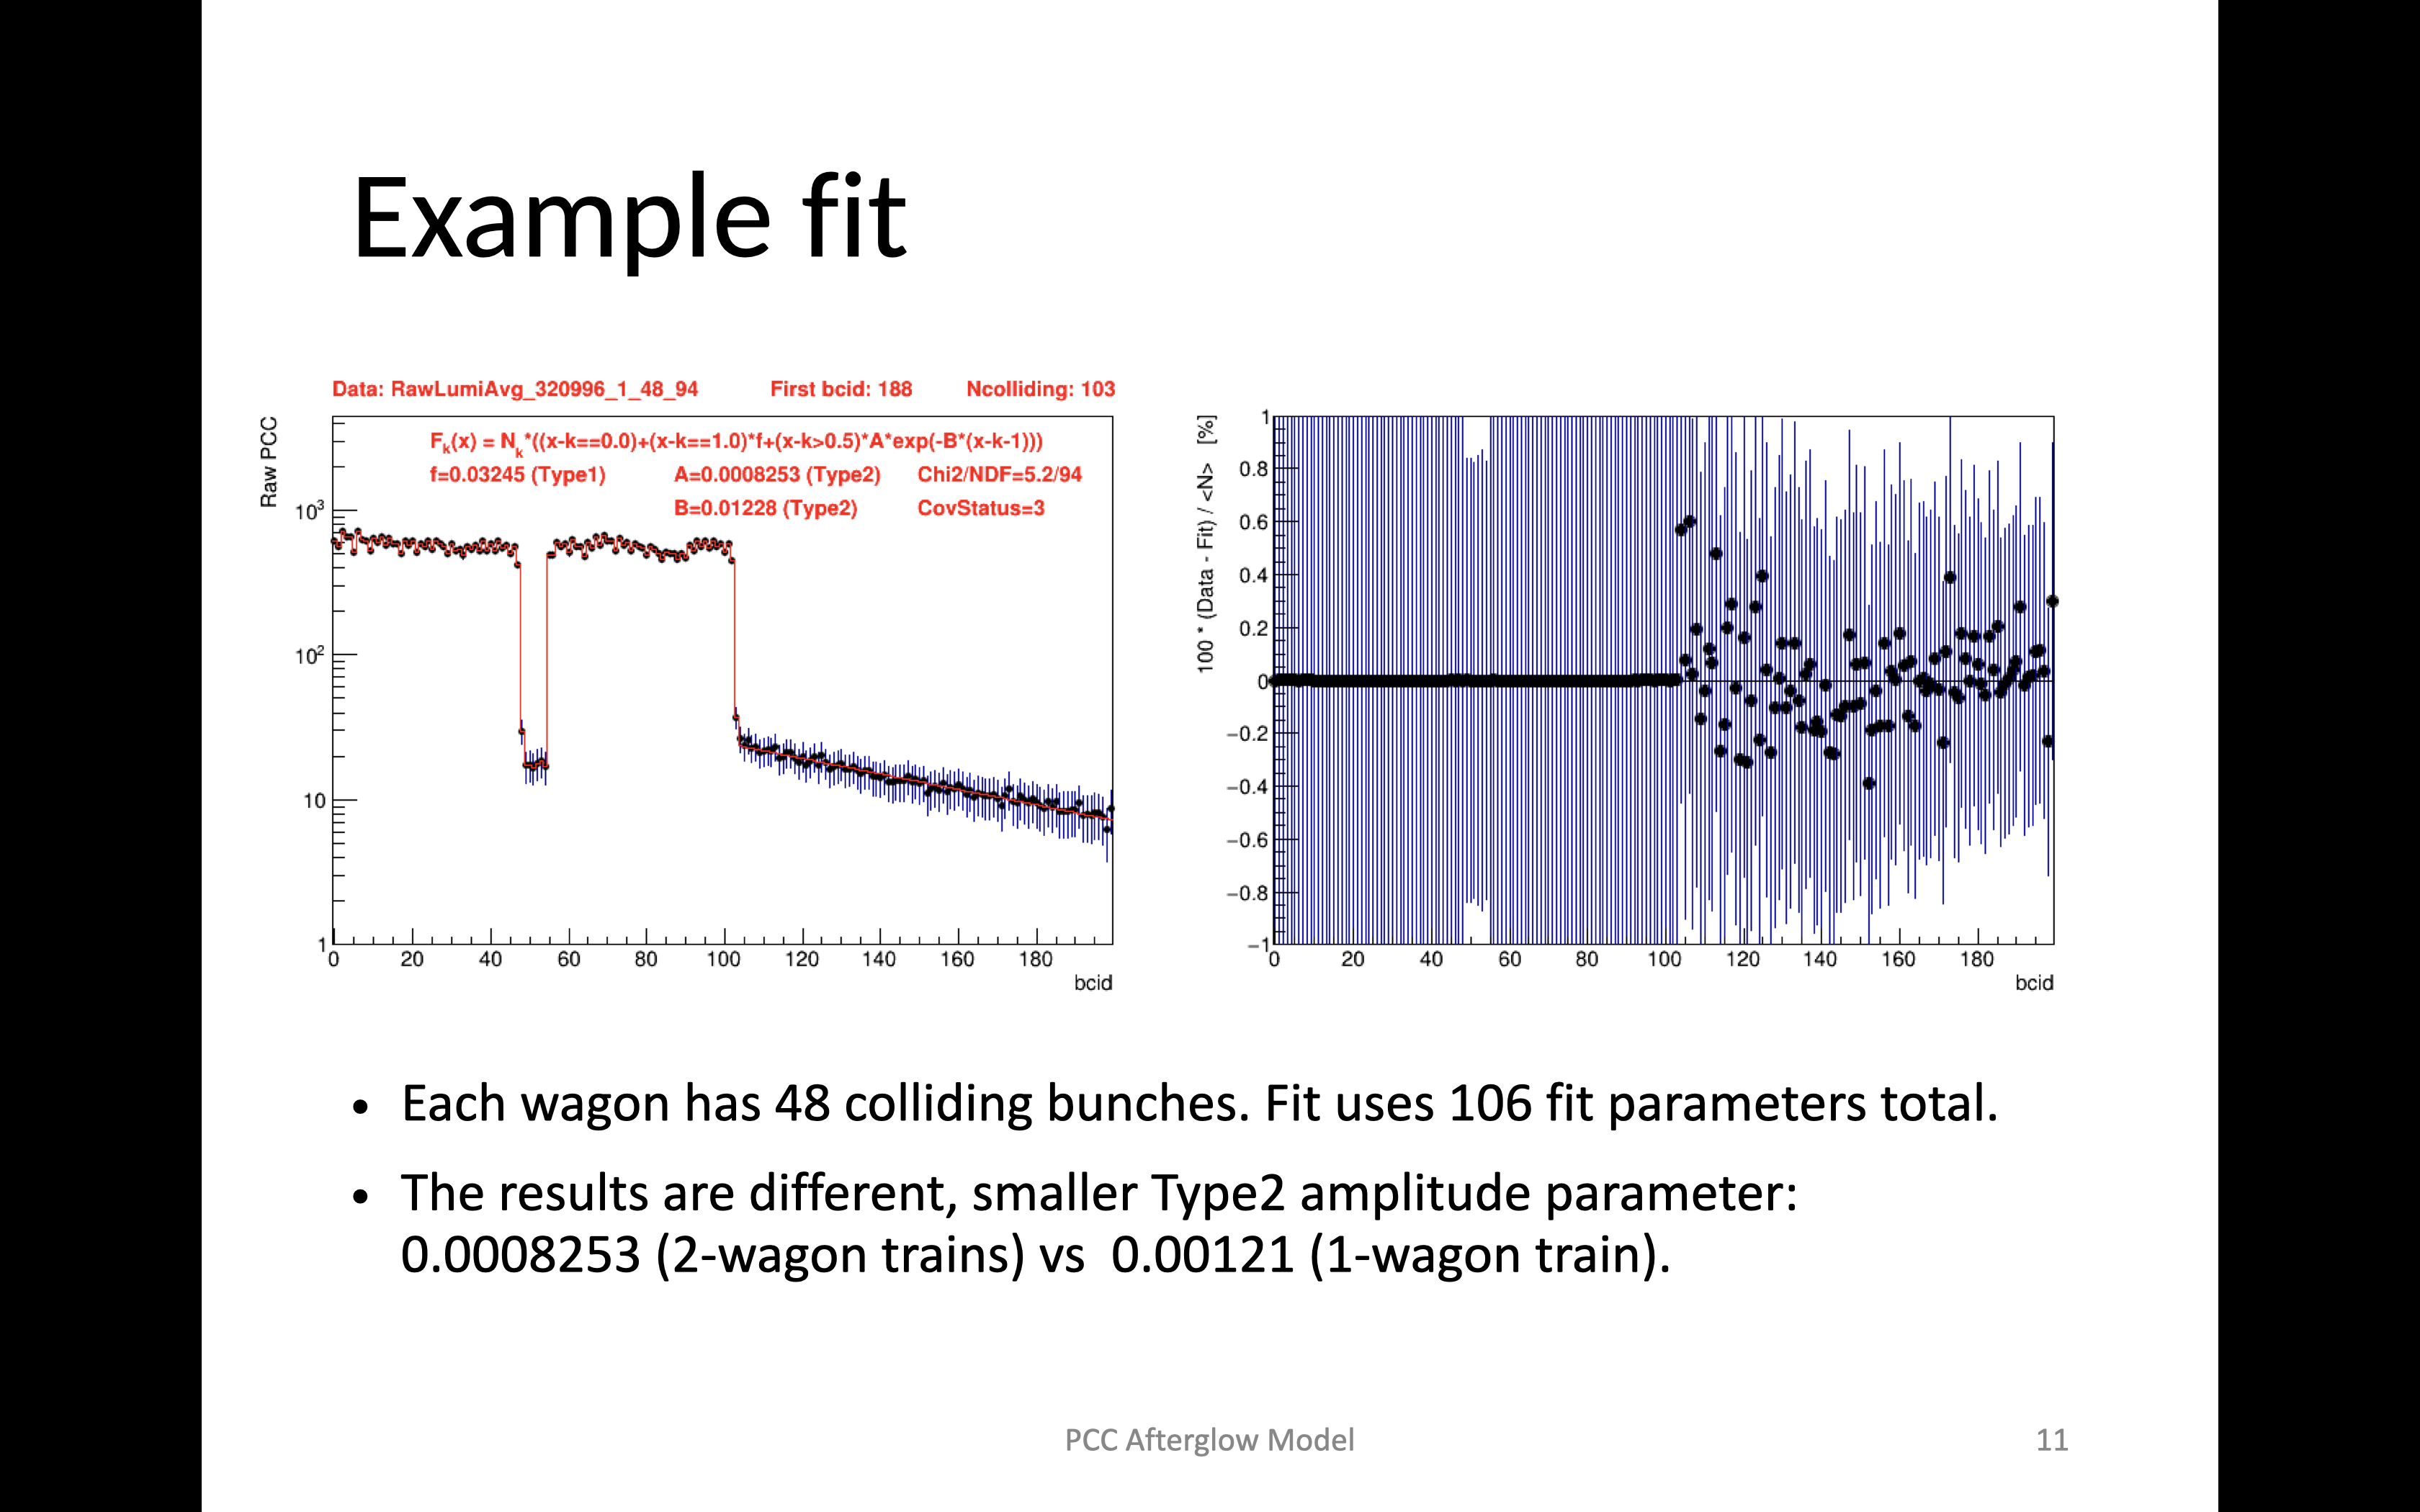 Example fit
Data: RawLumiAvg_320996_1_48_94 First bcid: 188 Ncolliding: 103
Raw PCC
Fk(x) = Nk*((x-k==0.0)+(x-k==1.0)*f+(x-k>0.5)*A*exp(-B*(x-k-1)))
f=0.03245 (Type1) A=0.0008253 (Type2) Chi2/NDF=5.2/94
B=0.01228 (Type2) CovStatus=3
10³
10²
10
1
0 20 40 60 80 100 120 140 160 180
bcid
100 * (Data - Fit) / <N> [%]
1
0.8
0.6
0.4
0.2
0
−0.2
−0.4
−0.6
−0.8
−1
0 20 40 60 80 100 120 140 160 180
bcid
• Each wagon has 48 colliding bunches. Fit uses 106 fit parameters total.
• The results are different, smaller Type2 amplitude parameter:
0.0008253 (2-wagon trains) vs 0.00121 (1-wagon train).
PCC Afterglow Model
11